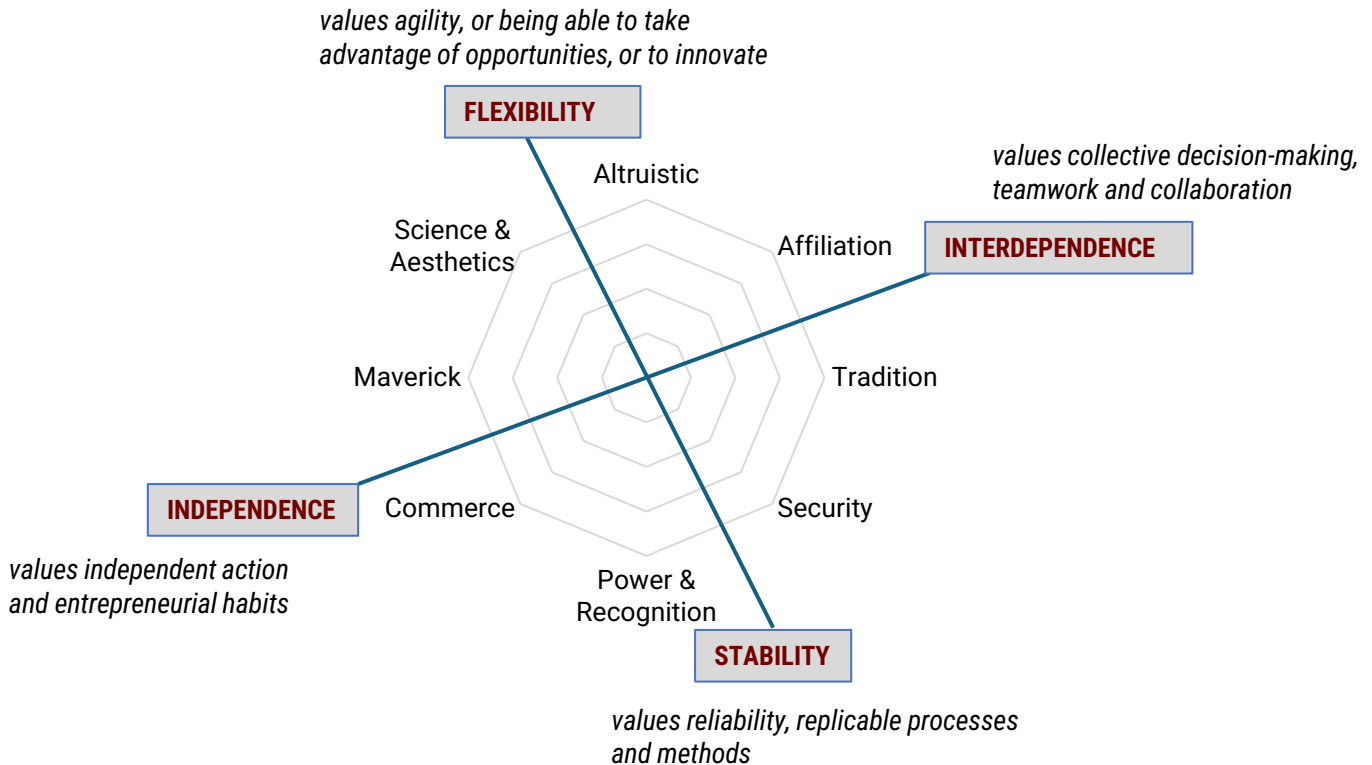 values agility, or being able to take
advantage of opportunities, or to innovate
FLEXIBILITY
values collective decision-making,
teamwork and collaboration
INTERDEPENDENCE
Altruistic
Science &
Aesthetics
Affiliation
Maverick
Tradition
INDEPENDENCE
Commerce
Security
values independent action
and entrepreneurial habits
Power &
Recognition
STABILITY
values reliability, replicable processes
and methods